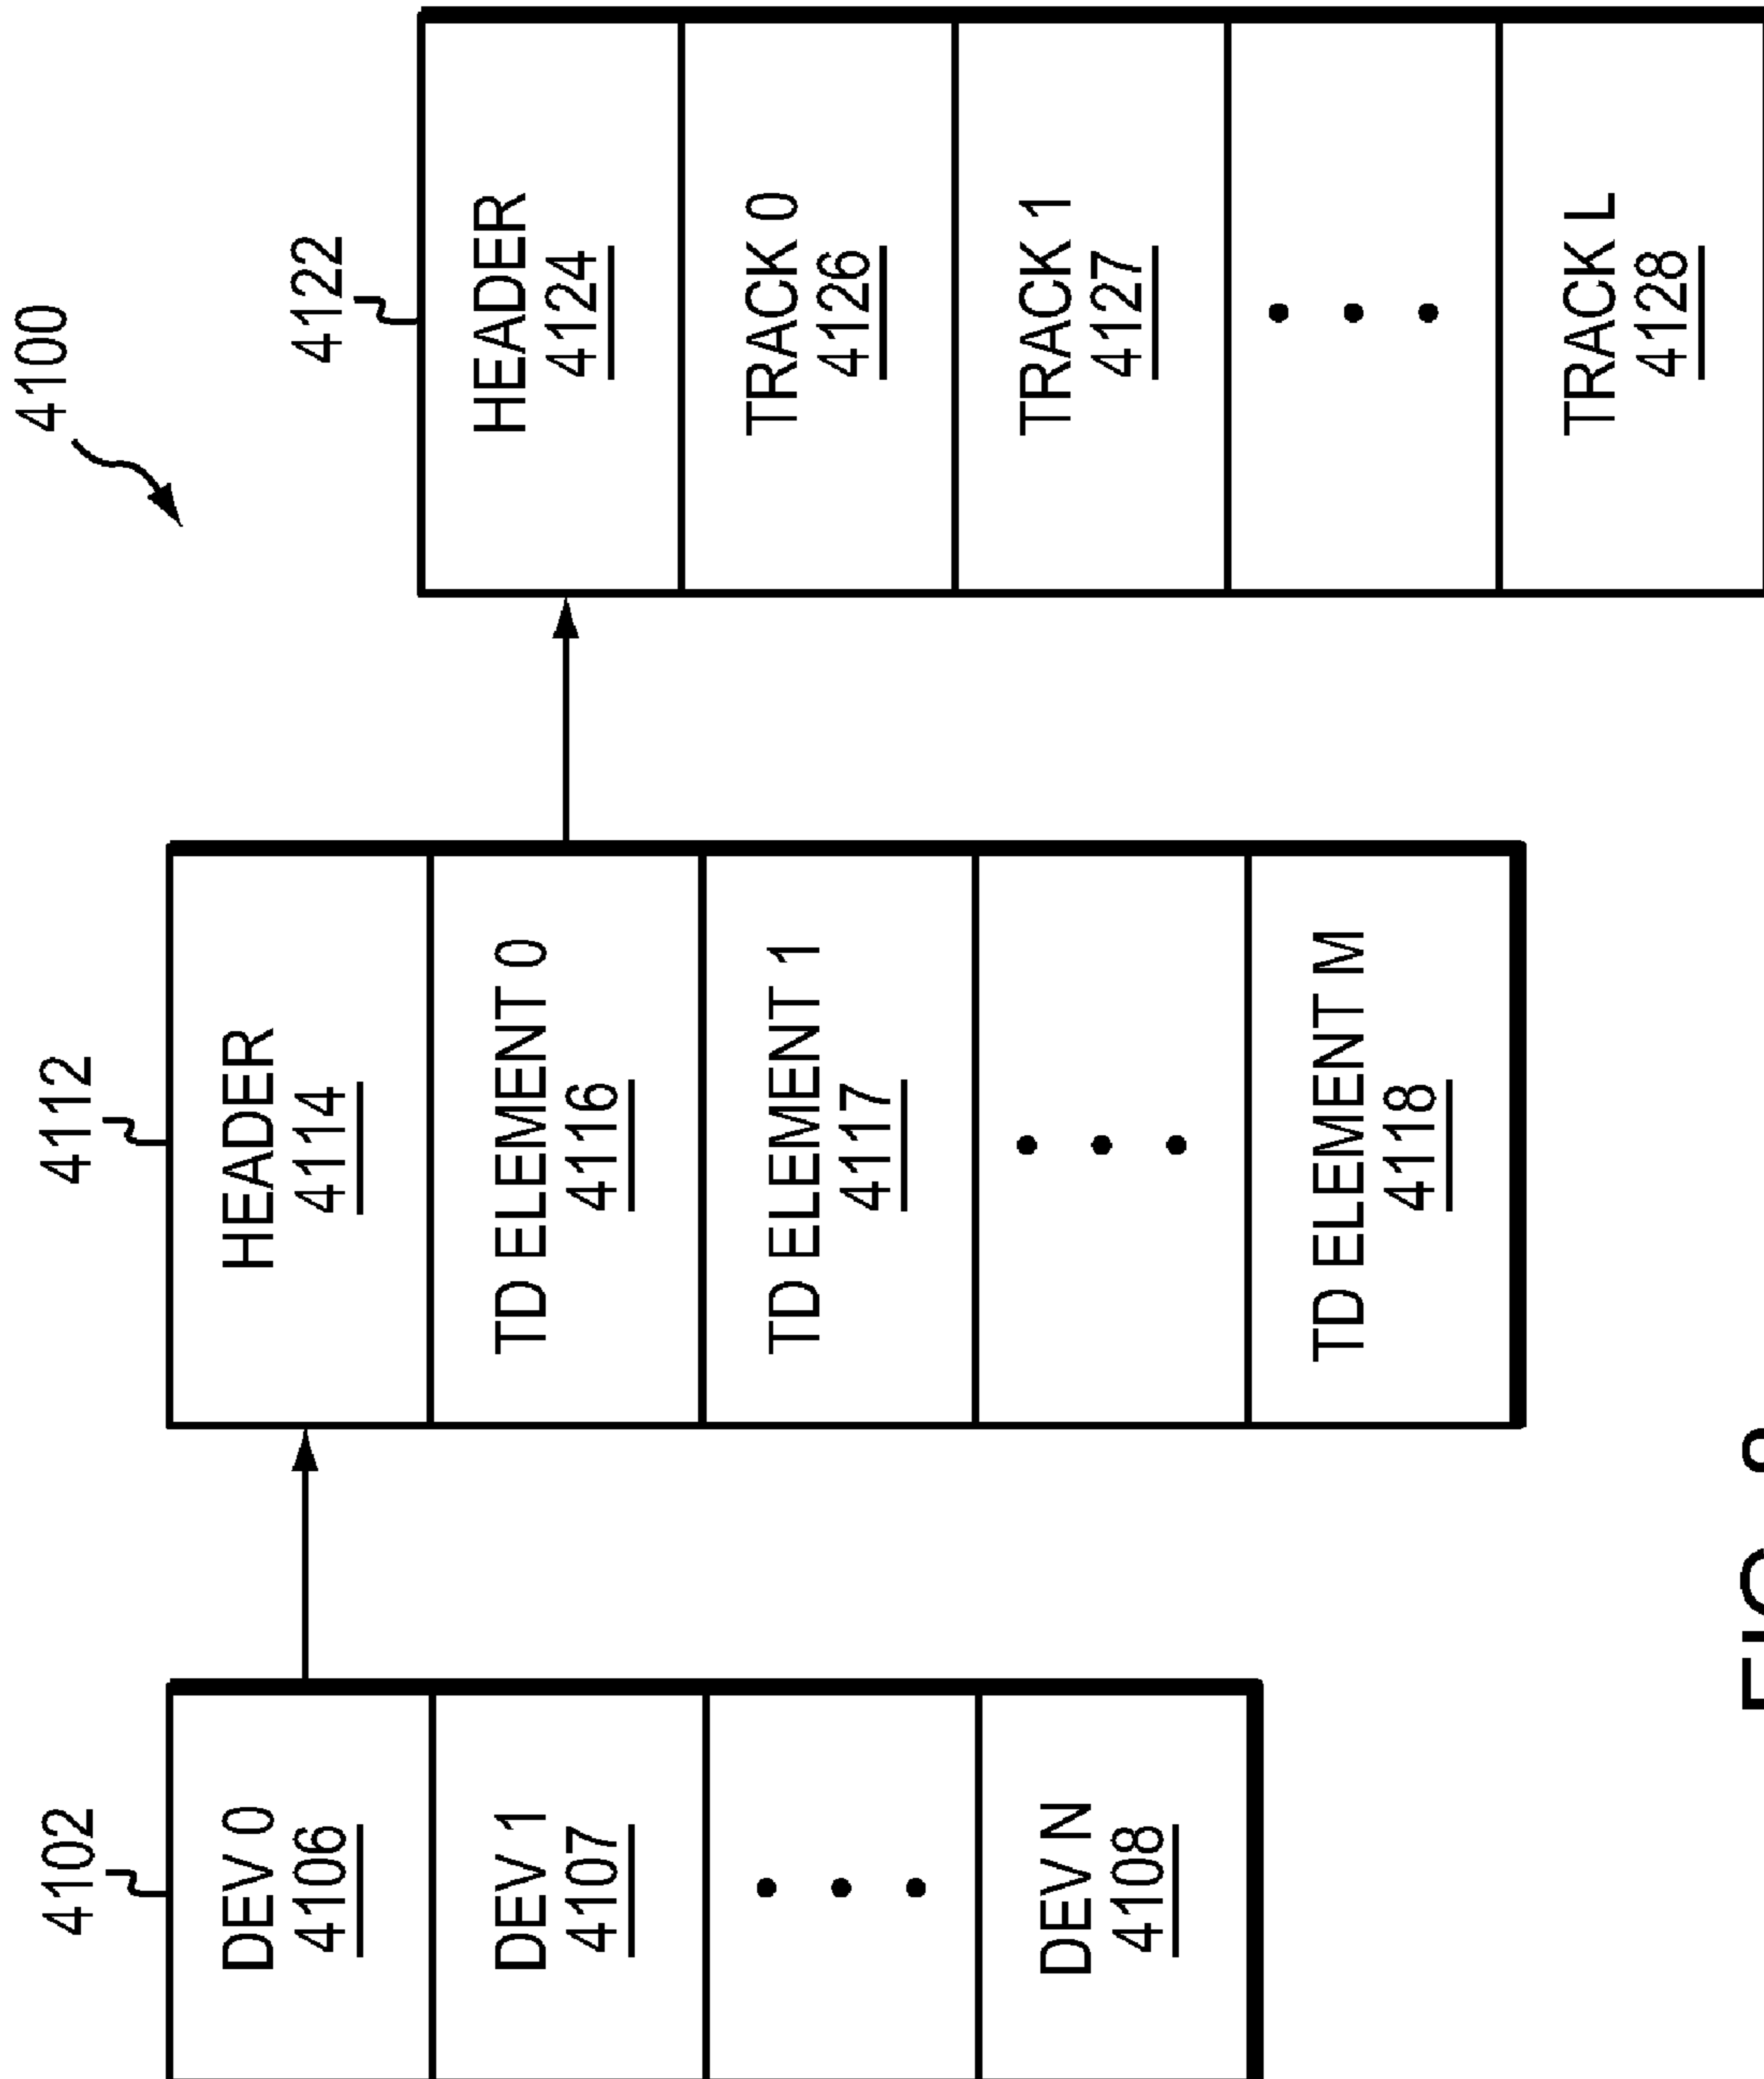 4100
4102
DEV 0
4106
DEV 1
4107
DEV N
4108
4112
HEADER
4114
TD ELEMENT 0
4116
TD ELEMENT 1
4117
TD ELEMENT M
4118
4122
HEADER
4124
TRACK 0
4126
TRACK 1
4127
TRACK L
4128
FIG